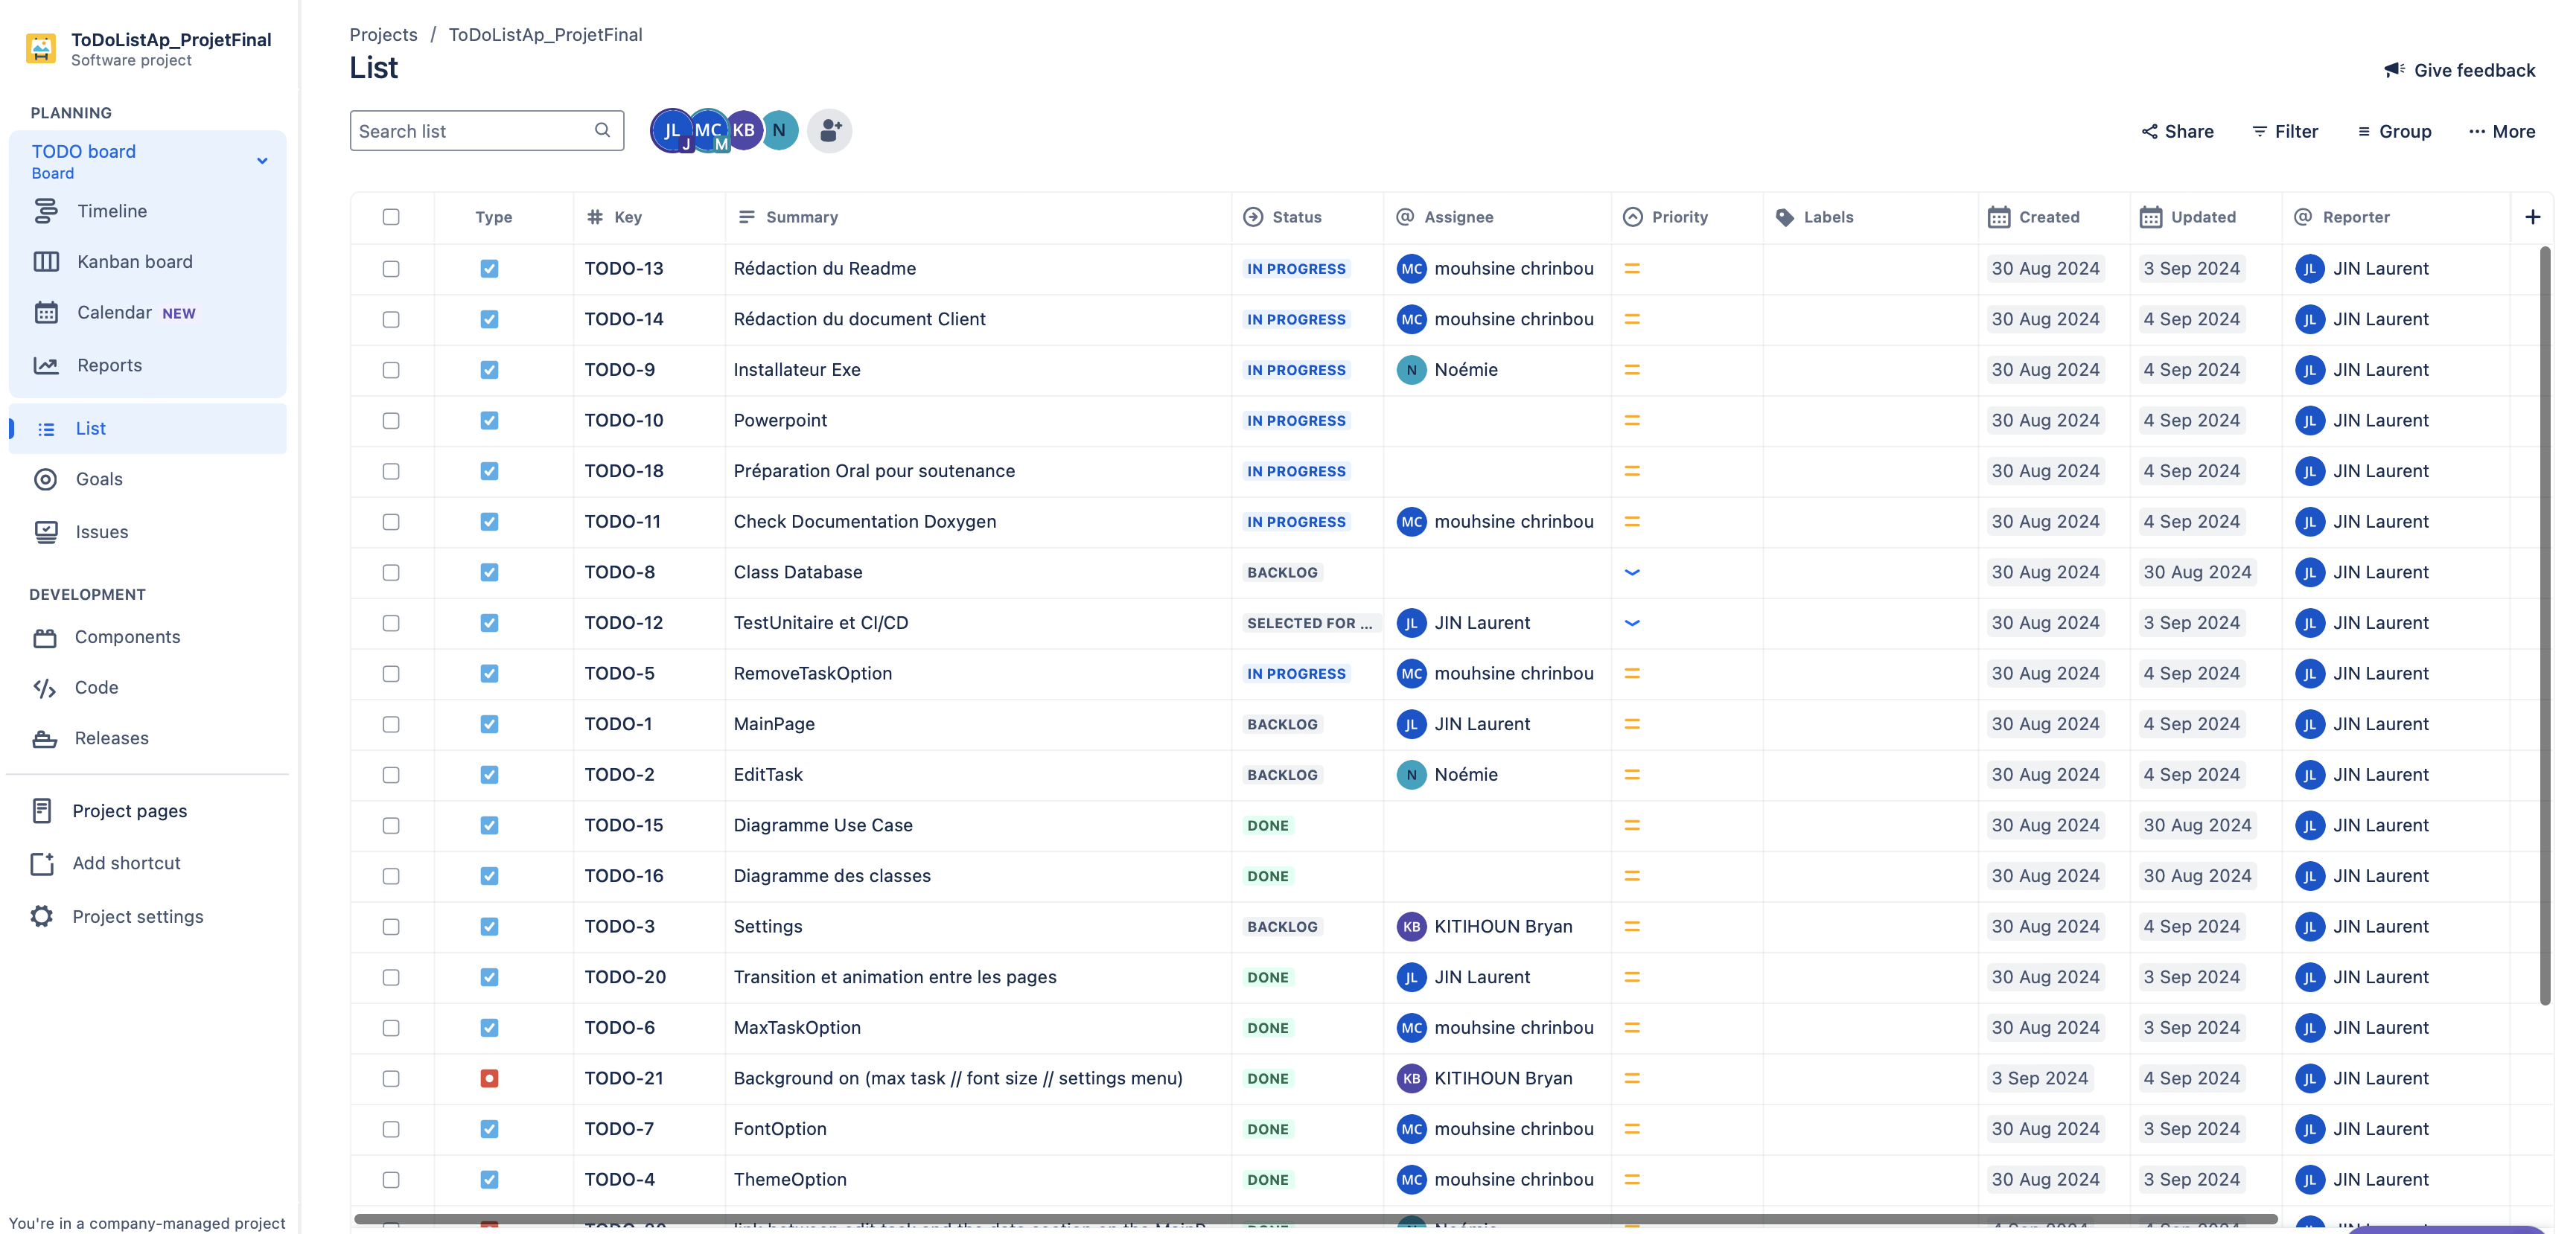 ToDoListAp_ProjetFinal
Software project
PLANNING
TODO board
Board
Timeline
Kanban board
Calendar NEW
Reports
List
Goals
Issues
DEVELOPMENT
Components
Code
Releases
Project pages
Add shortcut
Project settings
You're in a company-managed project
Projects / ToDoListAp_ProjetFinal
List
Give feedback
Search list JL J MC M KB N Share Filter Group More
Type Key Summary Status Assignee Priority Labels Created Updated Reporter
TODO-13 Rédaction du Readme IN PROGRESS MC mouhsine chrinbou 30 Aug 2024 3 Sep 2024 JL JIN Laurent
TODO-14 Rédaction du document Client IN PROGRESS MC mouhsine chrinbou 30 Aug 2024 4 Sep 2024 JL JIN Laurent
TODO-9 Installateur Exe IN PROGRESS N Noémie 30 Aug 2024 4 Sep 2024 JL JIN Laurent
TODO-10 Powerpoint IN PROGRESS 30 Aug 2024 4 Sep 2024 JL JIN Laurent
TODO-18 Préparation Oral pour soutenance IN PROGRESS 30 Aug 2024 4 Sep 2024 JL JIN Laurent
TODO-11 Check Documentation Doxygen IN PROGRESS MC mouhsine chrinbou 30 Aug 2024 4 Sep 2024 JL JIN Laurent
TODO-8 Class Database BACKLOG 30 Aug 2024 30 Aug 2024 JL JIN Laurent
TODO-12 TestUnitaire et CI/CD SELECTED FOR ... JL JIN Laurent 30 Aug 2024 3 Sep 2024 JL JIN Laurent
TODO-5 RemoveTaskOption IN PROGRESS MC mouhsine chrinbou 30 Aug 2024 4 Sep 2024 JL JIN Laurent
TODO-1 MainPage BACKLOG JL JIN Laurent 30 Aug 2024 4 Sep 2024 JL JIN Laurent
TODO-2 EditTask BACKLOG N Noémie 30 Aug 2024 4 Sep 2024 JL JIN Laurent
TODO-15 Diagramme Use Case DONE 30 Aug 2024 30 Aug 2024 JL JIN Laurent
TODO-16 Diagramme des classes DONE 30 Aug 2024 30 Aug 2024 JL JIN Laurent
TODO-3 Settings BACKLOG KB KITIHOUN Bryan 30 Aug 2024 4 Sep 2024 JL JIN Laurent
TODO-20 Transition et animation entre les pages DONE JL JIN Laurent 30 Aug 2024 3 Sep 2024 JL JIN Laurent
TODO-6 MaxTaskOption DONE MC mouhsine chrinbou 30 Aug 2024 3 Sep 2024 JL JIN Laurent
TODO-21 Background on (max task // font size // settings menu) DONE KB KITIHOUN Bryan 3 Sep 2024 4 Sep 2024 JL JIN Laurent
TODO-7 FontOption DONE MC mouhsine chrinbou 30 Aug 2024 3 Sep 2024 JL JIN Laurent
TODO-4 ThemeOption DONE MC mouhsine chrinbou 30 Aug 2024 3 Sep 2024 JL JIN Laurent